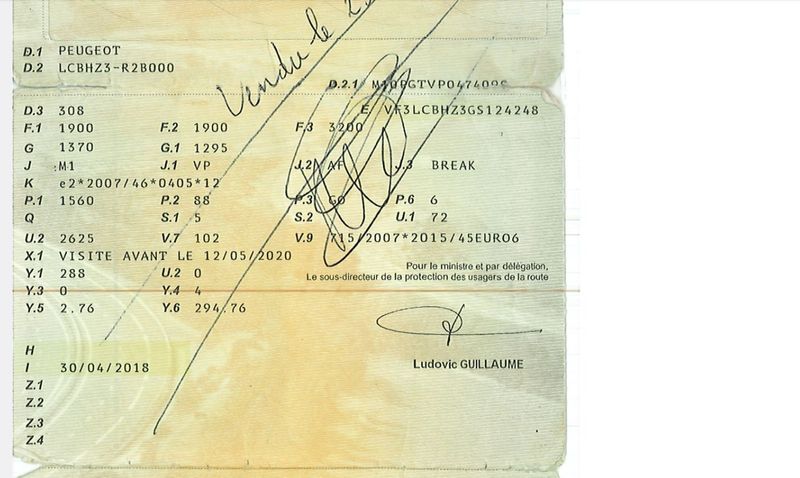 Vendu le
D.1 PEUGEOT
D.2 LCBHZ3-R2B000
D.2.1 M10PGTVP047409S
D.3 308 E VF3LCBHZ3GS124248
F.1 1900 F.2 1900 F.3 3200
G 1370 G.1 1295
J M1 J.1 VP J.2 AF J.3 BREAK
K e2*2007/46*0405*12
P.1 1560 P.2 88 P.3 GO P.6 6
Q S.1 5 S.2 U.1 72
U.2 2625 V.7 102 V.9 715/2007*2015/45EURO6
X.1 VISITE AVANT LE 12/05/2020
Pour le ministre et par délégation,
Y.1 288 U.2 0
Le sous-directeur de la protection des usagers de la route
Y.3 0 Y.4 4
Y.5 2.76 Y.6 294.76
H
I 30/04/2018
Ludovic GUILLAUME
Z.1
Z.2
Z.3
Z.4